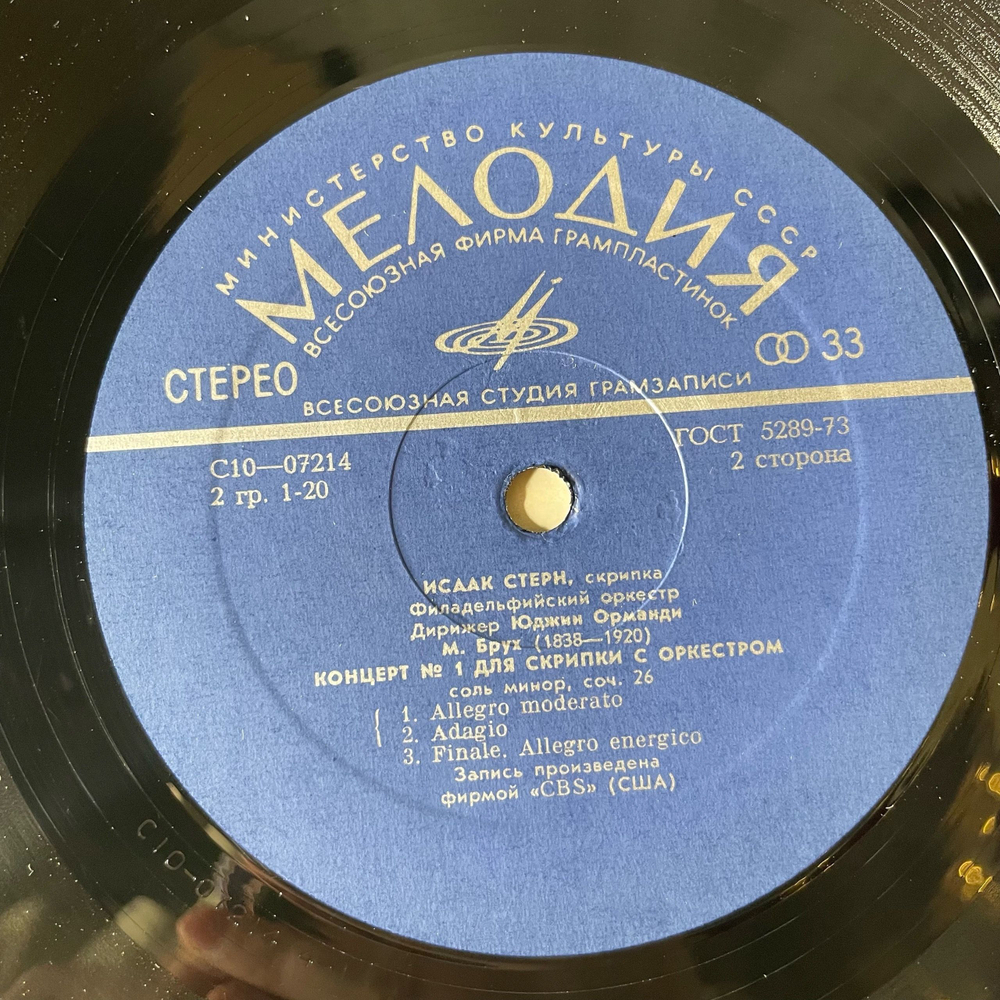 МИНИСТЕРСТВО КУЛЬТУРЫ СССР
МЕЛОДИЯ
ВСЕСОЮЗНАЯ ФИРМА ГРАМПЛАСТИНОК
СТЕРЕО
33
ВСЕСОЮЗНАЯ СТУДИЯ ГРАМЗАПИСИ
С10—07214
2 гр. 1-20
ГОСТ 5289-73
2 сторона
ИСААК СТЕРН, скрипка
Филадельфийский оркестр
Дирижер Юджин Орманди
М. Брух (1838—1920)
КОНЦЕРТ № 1 ДЛЯ СКРИПКИ С ОРКЕСТРОМ
соль минор, соч. 26
1. Allegro moderato
2. Adagio
3. Finale. Allegro energico
Запись произведена
фирмой «CBS» (США)